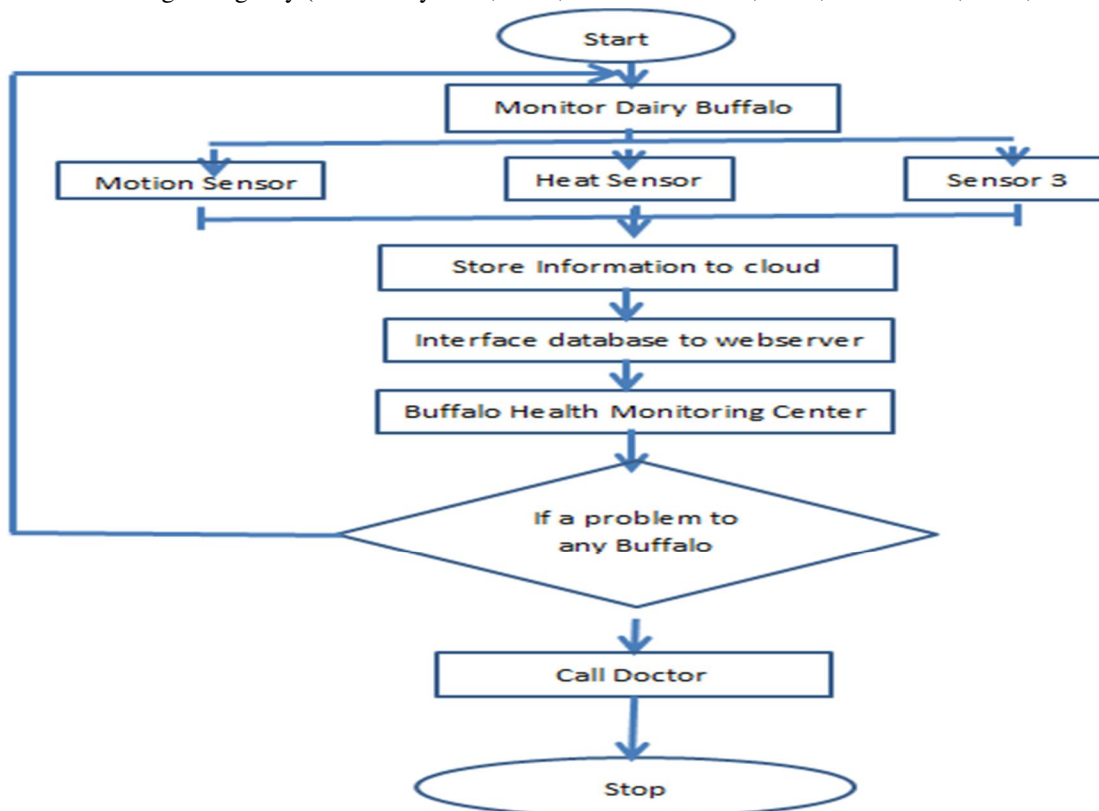 Start
Monitor Dairy Buffalo
Motion Sensor
Heat Sensor
Sensor 3
Store Information to cloud
Interface database to webserver
Buffalo Health Monitoring Center
If a problem to
any Buffalo
Call Doctor
Stop